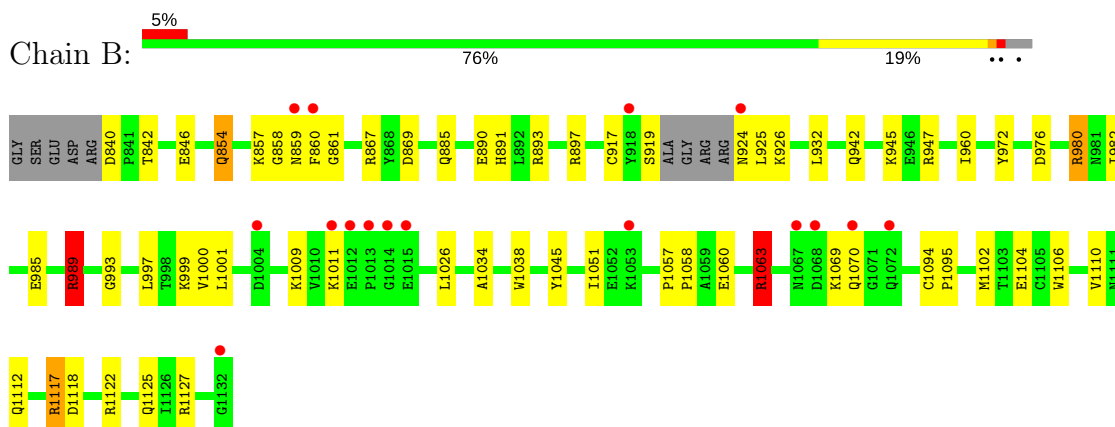 5%
Chain B:
76% 19% •• •
GLY SER GLU ASP ARG D840 P841 T842 E846 Q854 K857 G858 N859 F860 G861 R867 Y868 D869 Q885 E890 H891 L892 R893 R897 C917 Y918 S919 ALA GLY ARG ARG N924 L925 K926 L932 Q942 K945 E946 R947 I960 Y972 D976 R980 N981 I982
E985 R989 G993 L997 T998 K999 V1000 L1001 D1004 K1009 V1010 K1011 E1012 P1013 G1014 E1015 L1026 A1034 W1038 Y1045 I1051 E1052 K1053 P1057 P1058 A1059 E1060 R1063 N1067 D1068 K1069 Q1070 G1071 Q1072 C1094 P1095 M1102 T1103 E1104 C1105 W1106 V1110 N1111
Q1112 R1117 D1118 R1122 Q1125 I1126 R1127 G1132